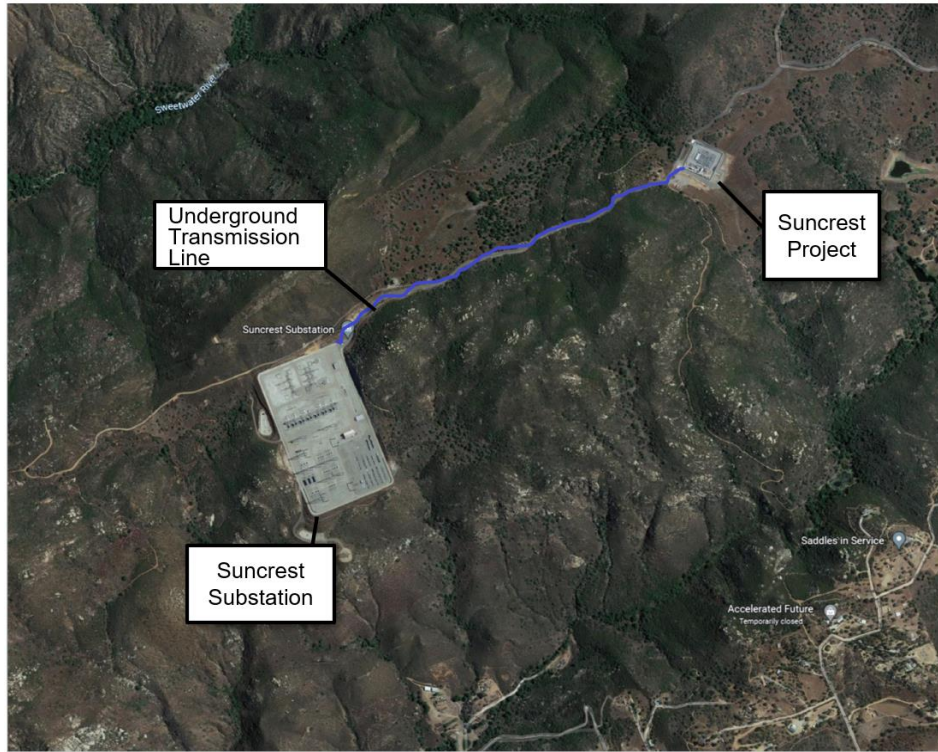 Sweetwater River
Underground
Transmission
Line
Suncrest
Project
Suncrest Substation
Suncrest
Substation
Saddles in Service
Accelerated Future
Temporarily closed